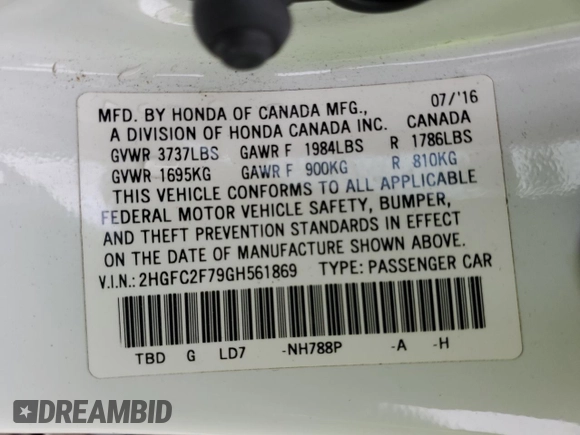 MFD. BY HONDA OF CANADA MFG., 07/'16
A DIVISION OF HONDA CANADA INC. CANADA
GVWR 3737LBS GAWR F 1984LBS R 1786LBS
GVWR 1695KG GAWR F 900KG R 810KG
THIS VEHICLE CONFORMS TO ALL APPLICABLE
FEDERAL MOTOR VEHICLE SAFETY, BUMPER,
AND THEFT PREVENTION STANDARDS IN EFFECT
ON THE DATE OF MANUFACTURE SHOWN ABOVE.
V.I.N.: 2HGFC2F79GH561869 TYPE: PASSENGER CAR
TBD G LD7 -NH788P -A -H
DREAMBID